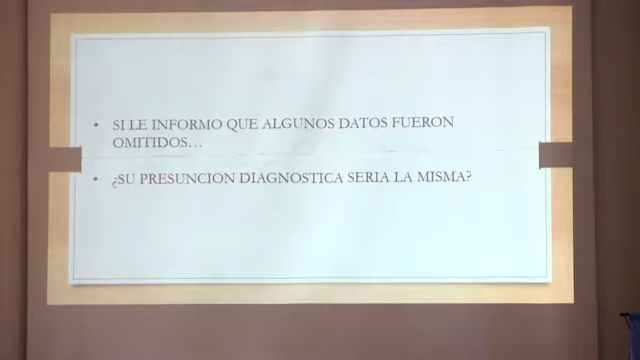 • SI LE INFORMO QUE ALGUNOS DATOS FUERON
OMITIDOS...
• ¿SU PRESUNCION DIAGNOSTICA SERIA LA MISMA?